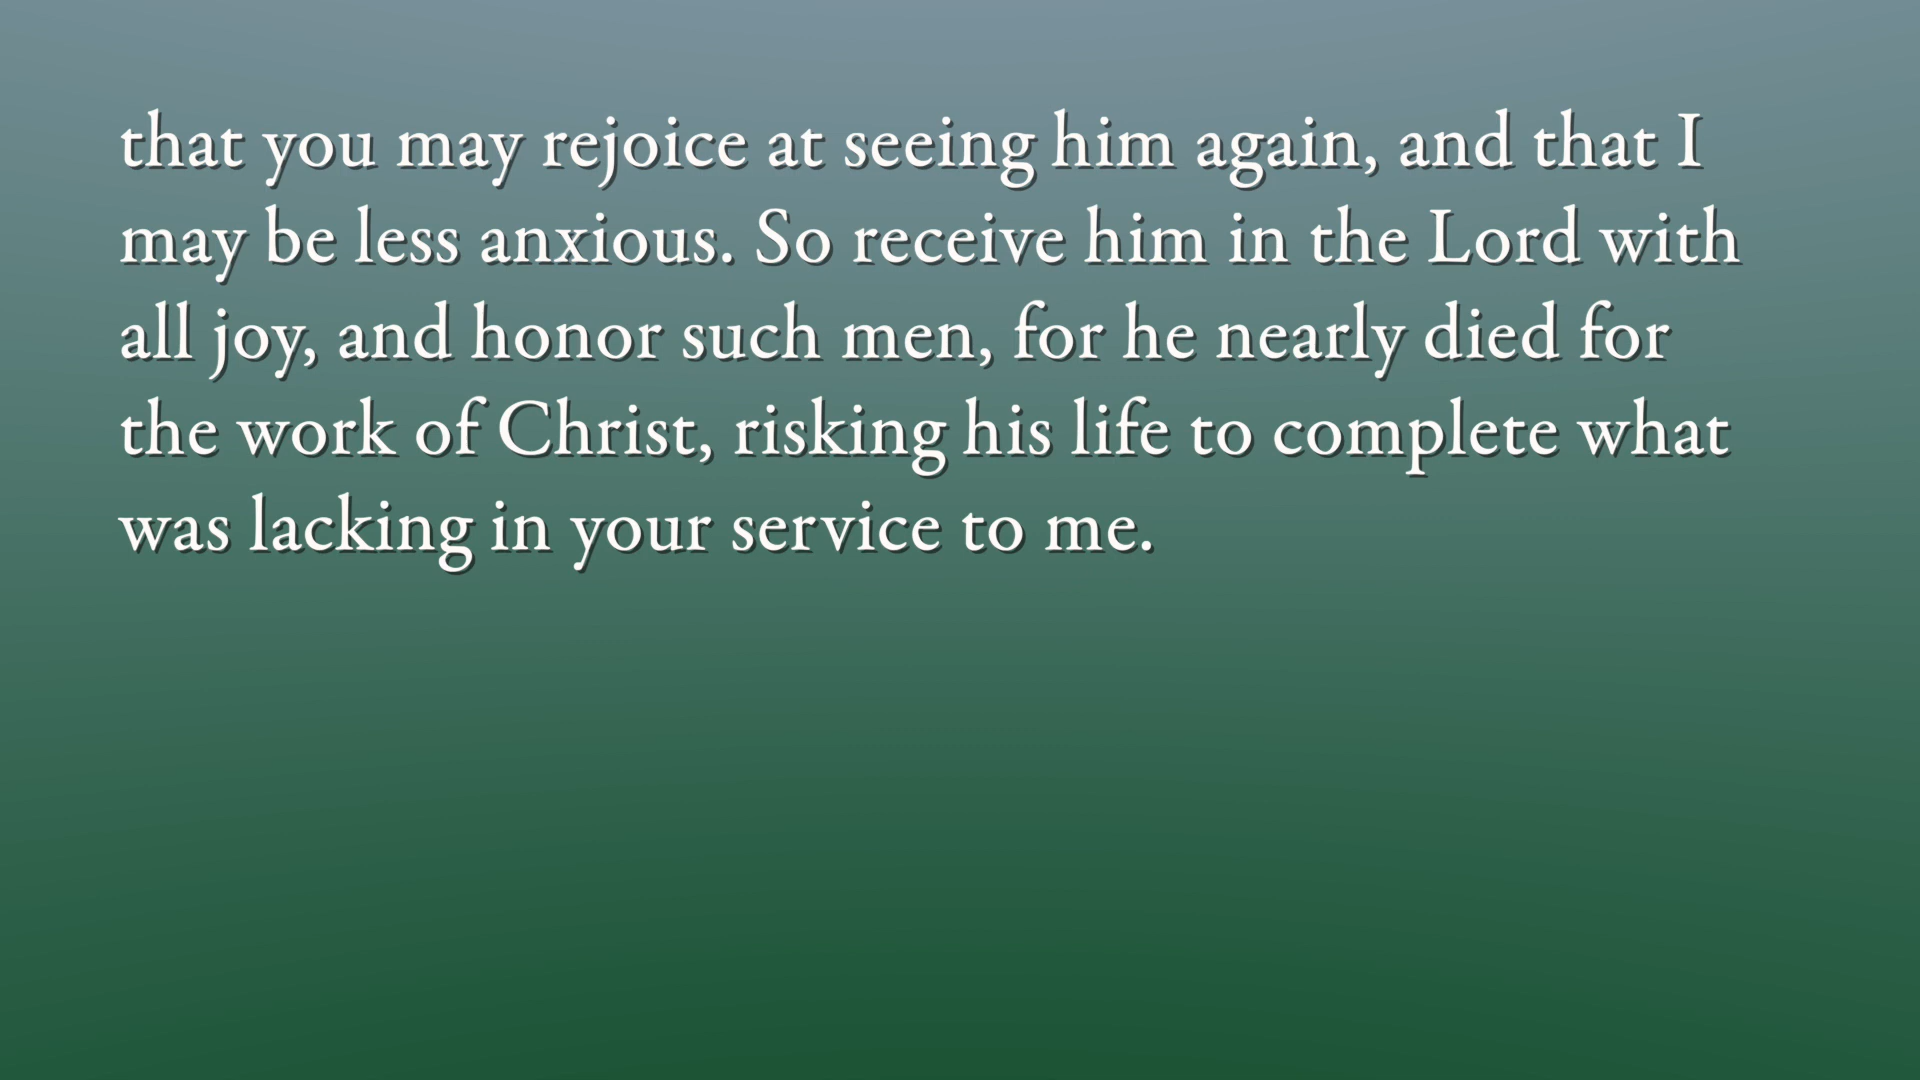 that you may rejoice at seeing him again, and that I
may be less anxious. So receive him in the Lord with
all joy, and honor such men, for he nearly died for
the work of Christ, risking his life to complete what
was lacking in your service to me.